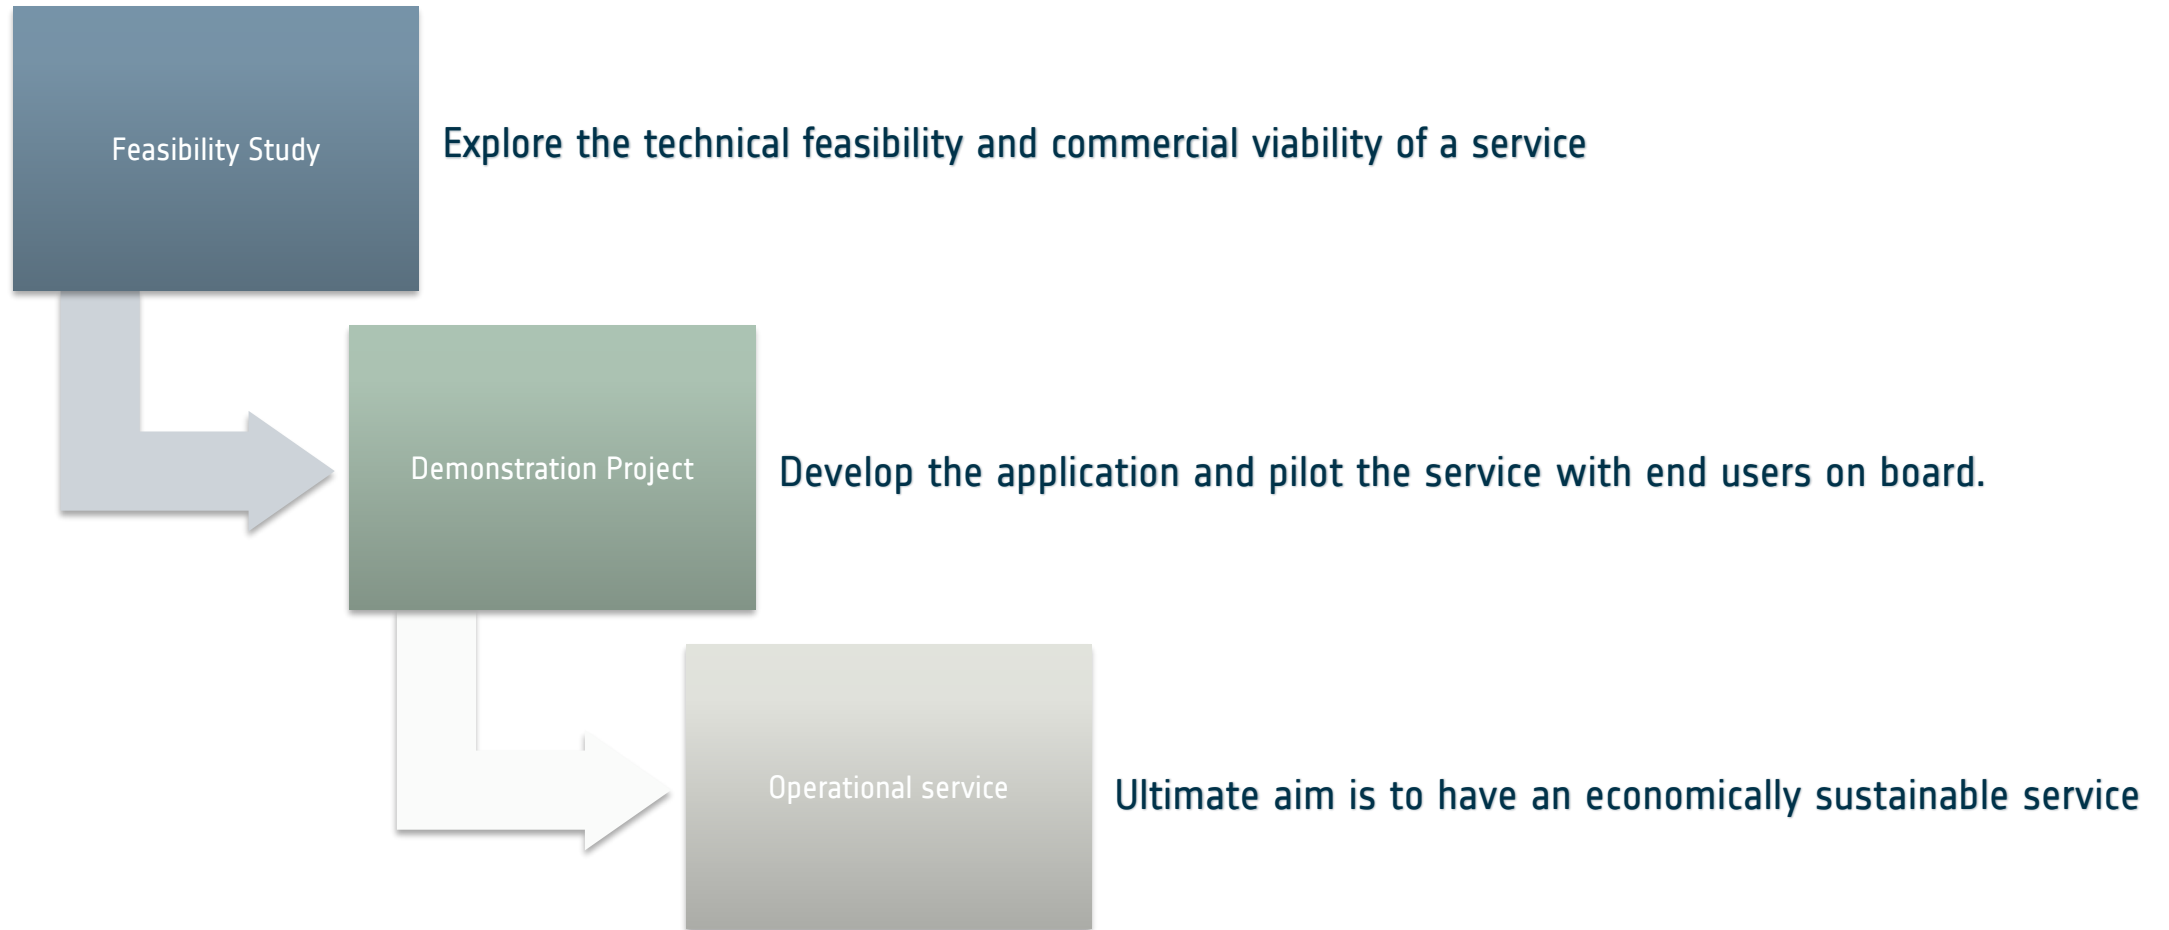 Feasibility Study
Explore the technical feasibility and commercial viability of a service
Demonstration Project
Develop the application and pilot the service with end users on board.
Operational service
Ultimate aim is to have an economically sustainable service